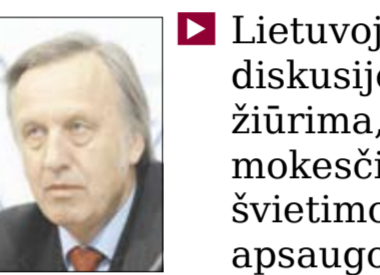 Lietuvoj
diskusij
žiūrima,
mokesči
švietimo
apsaugo